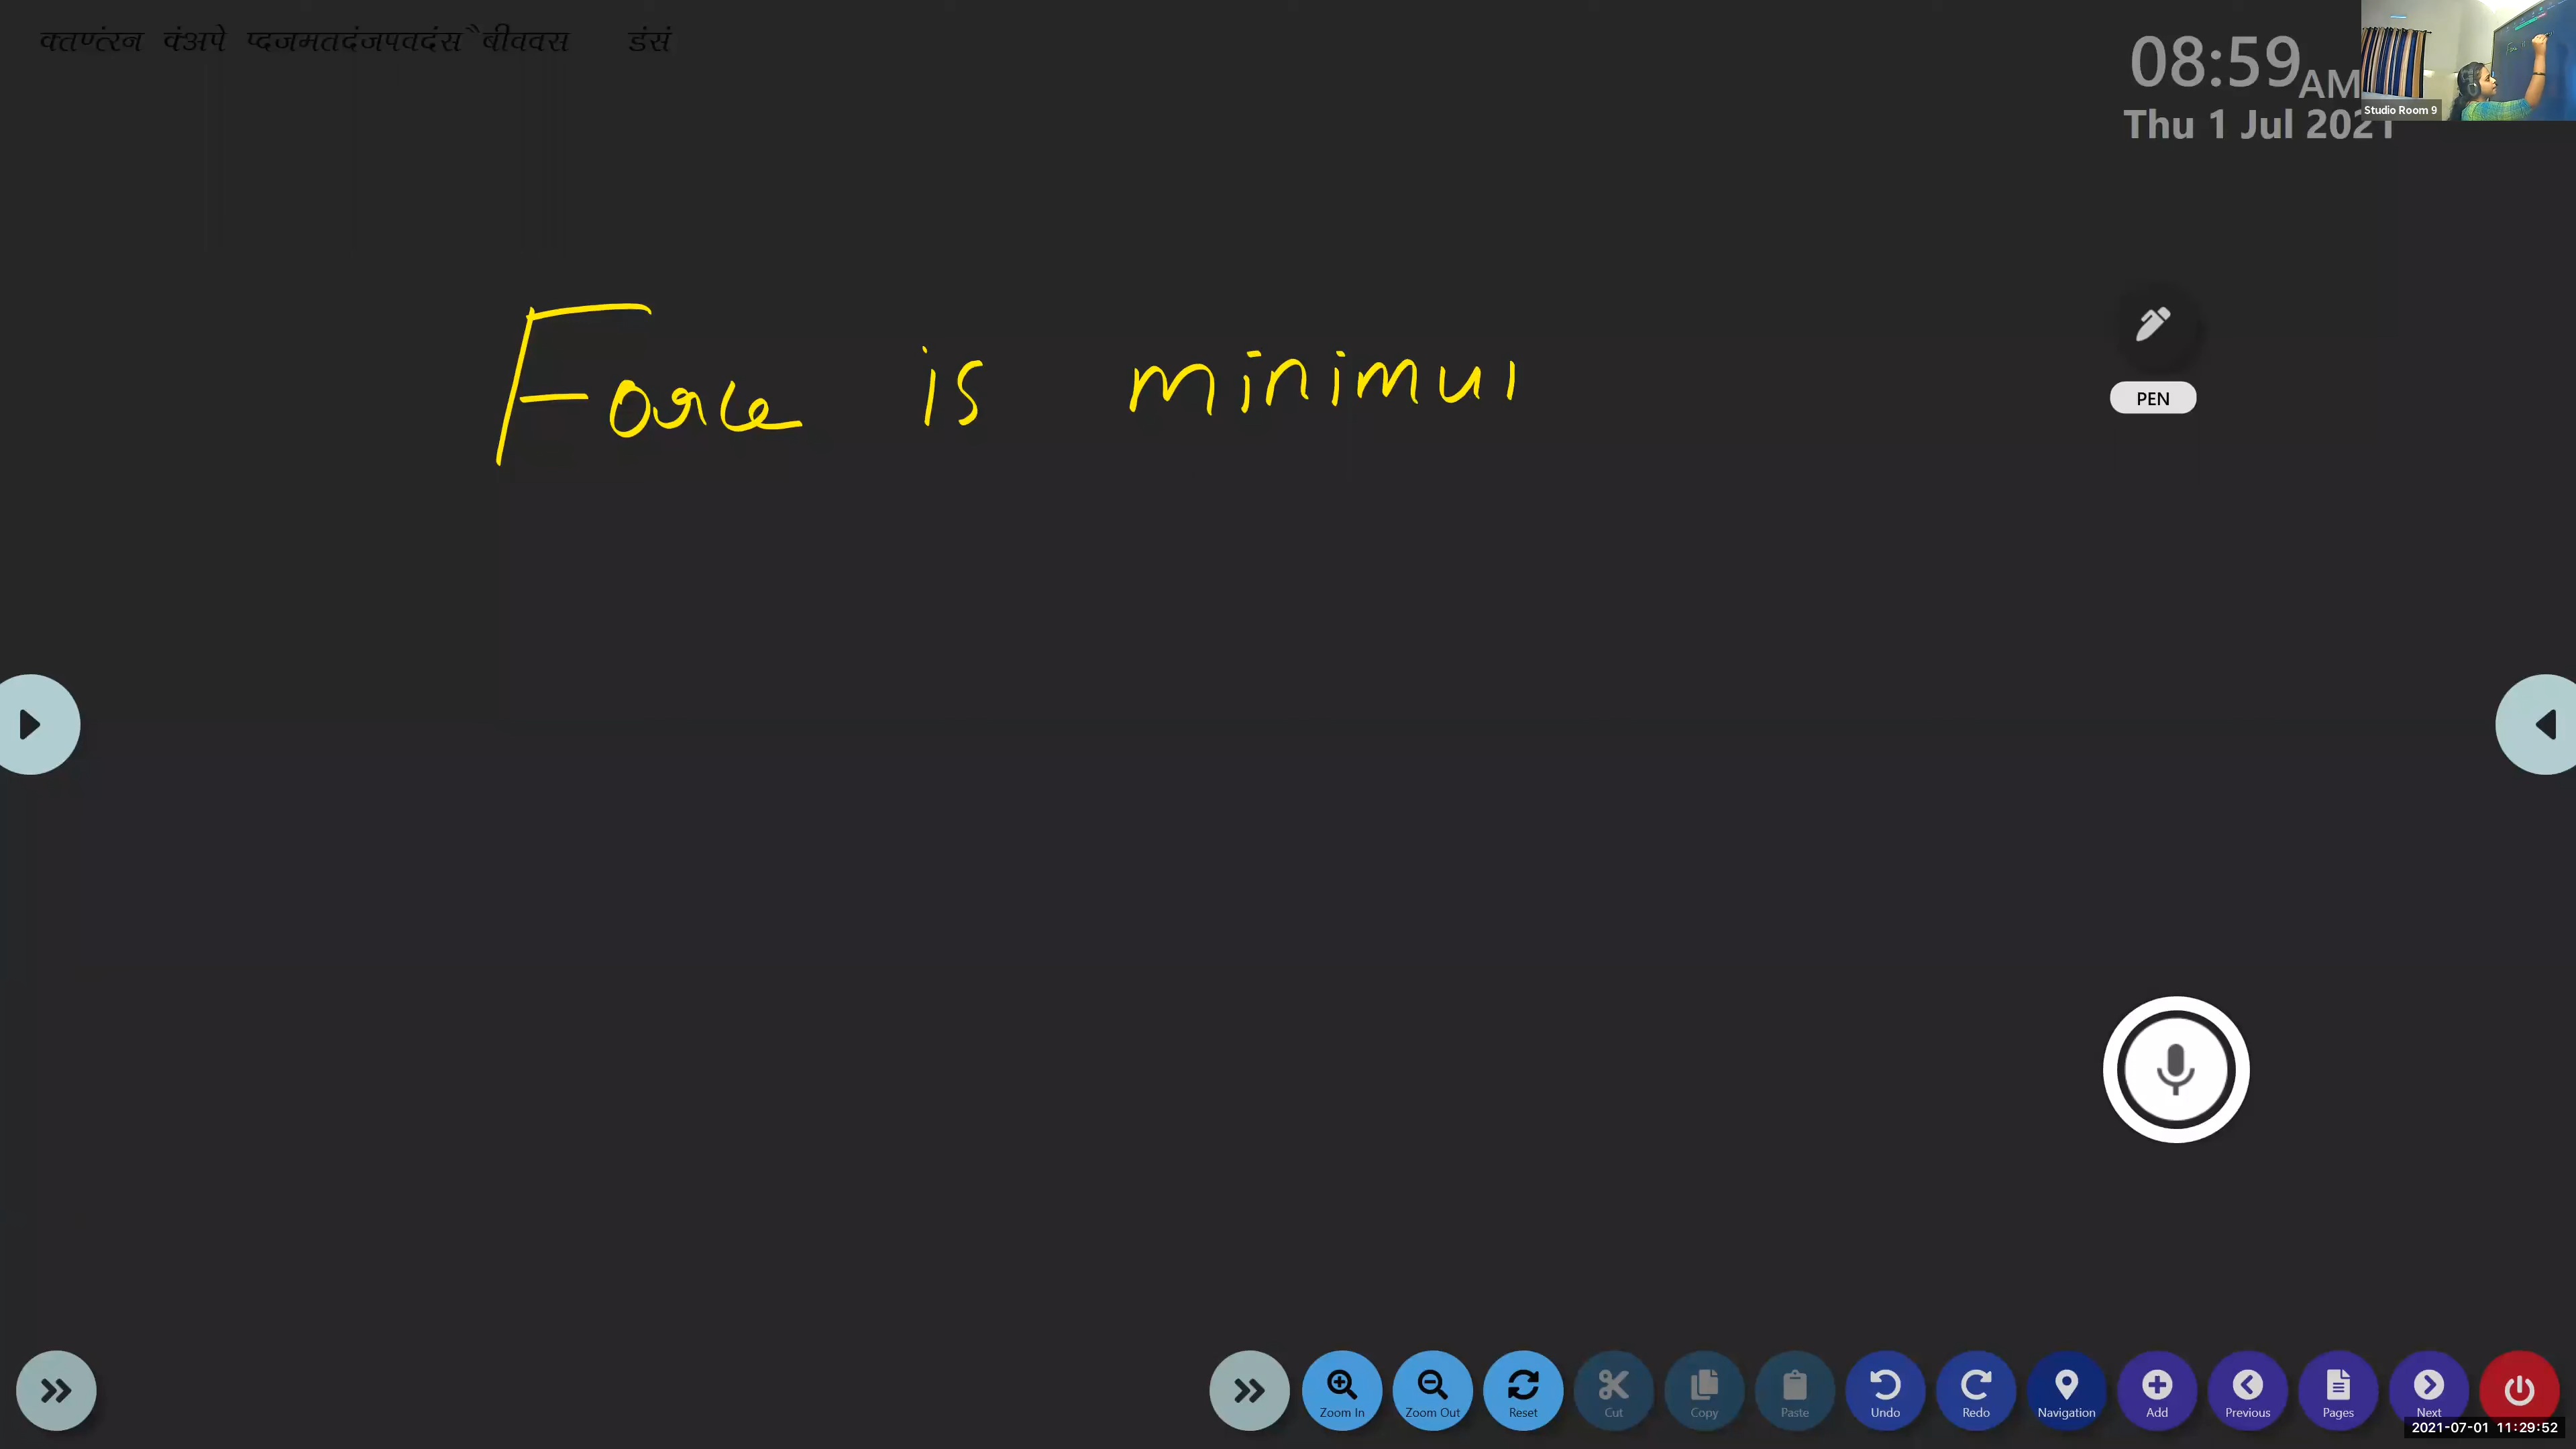 क्तण्तंरन वंअपे प्दजमतदंजपवदंस ैबीववस डंसं
08:59 AM
Thu 1 Jul 2021
Studio Room 9
Force is minimu
PEN
Zoom In Zoom Out Reset Cut Copy Paste Undo Redo Navigation Add Previous Pages Next
2021-07-01 11:29:52